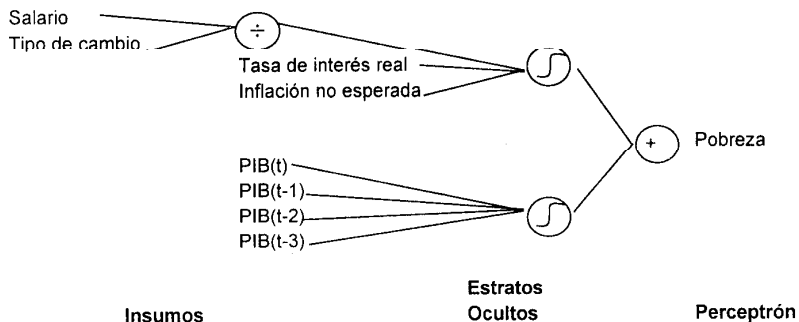 Salario
Tipo de cambio
÷
Tasa de interés real
Inflación no esperada
+
Pobreza
PIB(t)
PIB(t-1)
PIB(t-2)
PIB(t-3)
Insumos
Estratos
Ocultos
Perceptrón